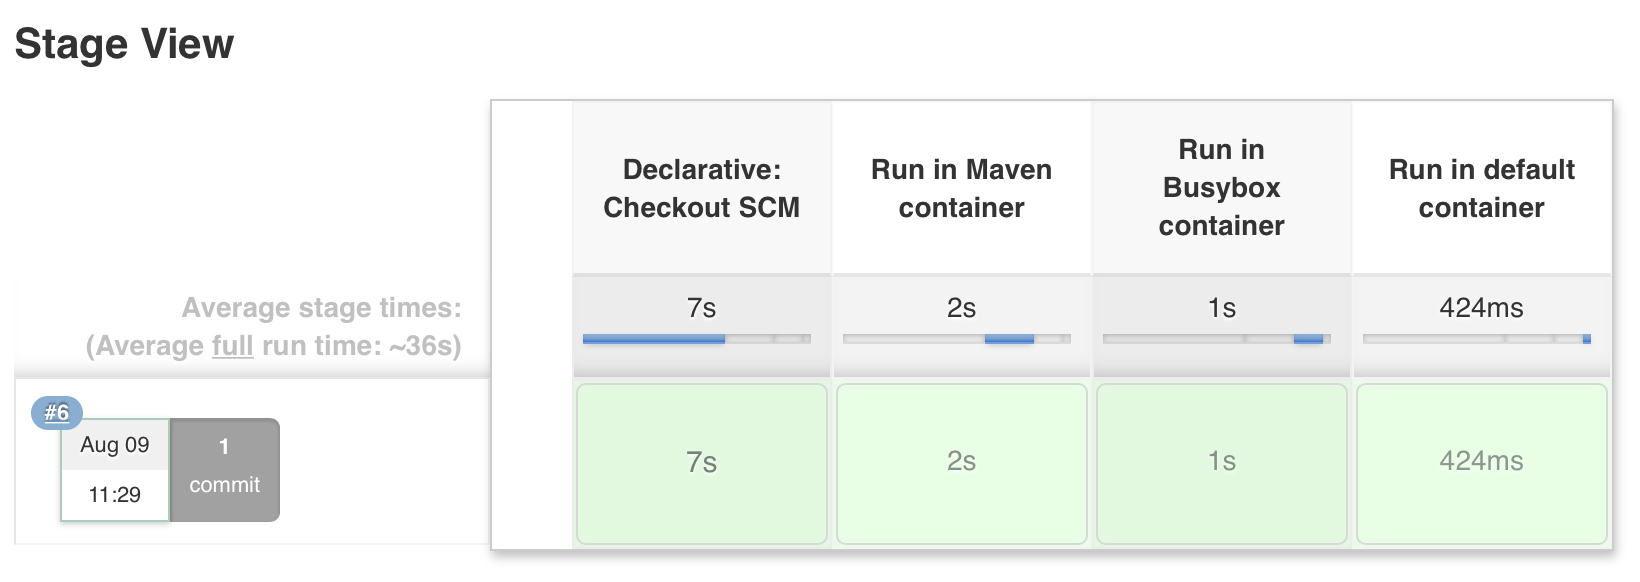 Stage View
Declarative:
Checkout SCM
Run in Maven
container
Run in
Busybox
container
Run in default
container
Average stage times:
(Average full run time: ~36s)
7s
2s
1s
424ms
#6
Aug 09
11:29
1
commit
7s
2s
1s
424ms